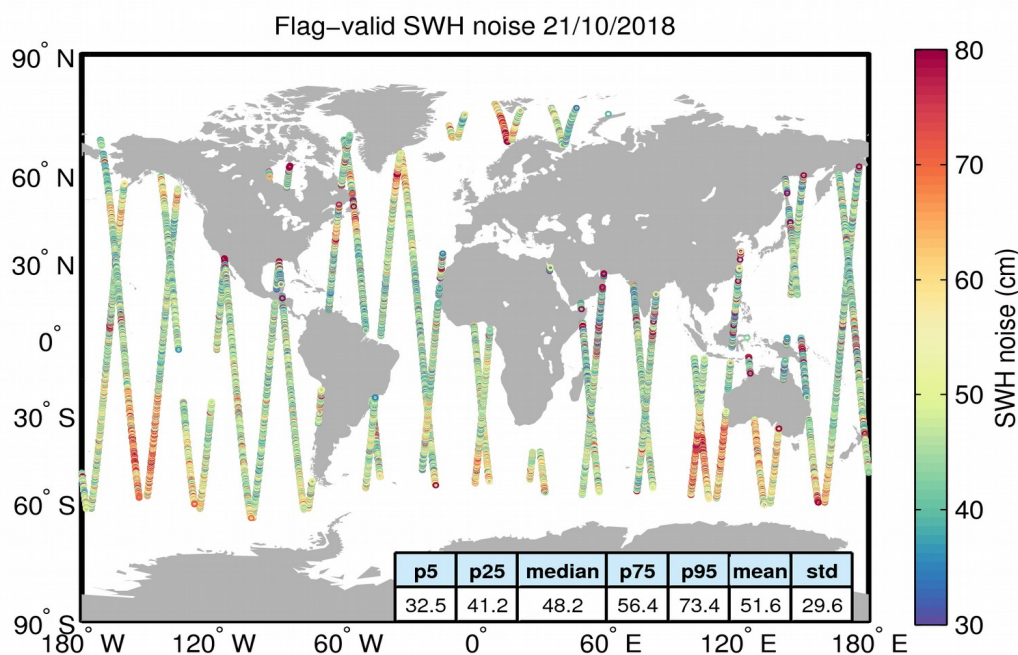 Flag−valid SWH noise 21/10/2018
90° N
60° N
30° N
0°
30° S
60° S
90° S
180° W
120° W
60° W
0°
60° E
120° E
180° E
p5 p25 median p75 p95 mean std
32.5 41.2 48.2 56.4 73.4 51.6 29.6
80
70
60
50
40
30
SWH noise (cm)